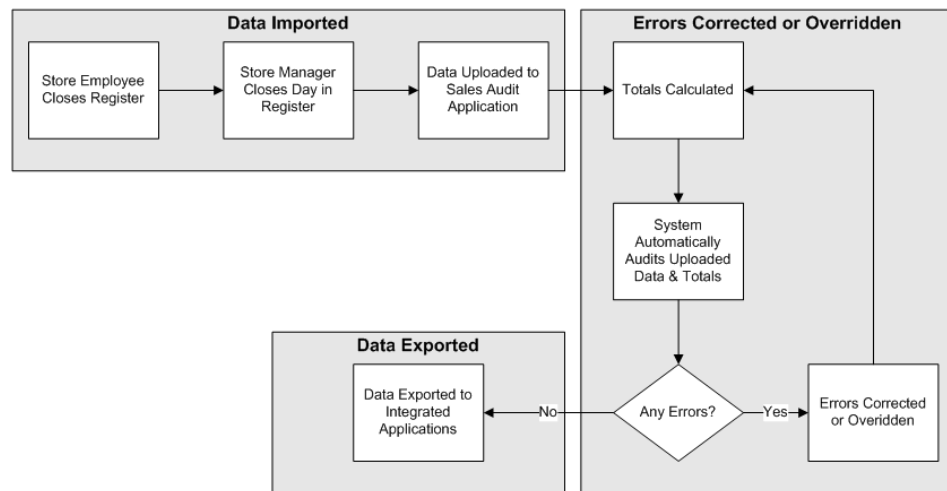 Data Imported
Store Employee
Closes Register
Store Manager
Closes Day in
Register
Data Uploaded to
Sales Audit
Application
Errors Corrected or Overridden
Totals Calculated
System
Automatically
Audits Uploaded
Data & Totals
Any Errors?
Yes
Errors Corrected
or Overidden
No
Data Exported
Data Exported to
Integrated
Applications